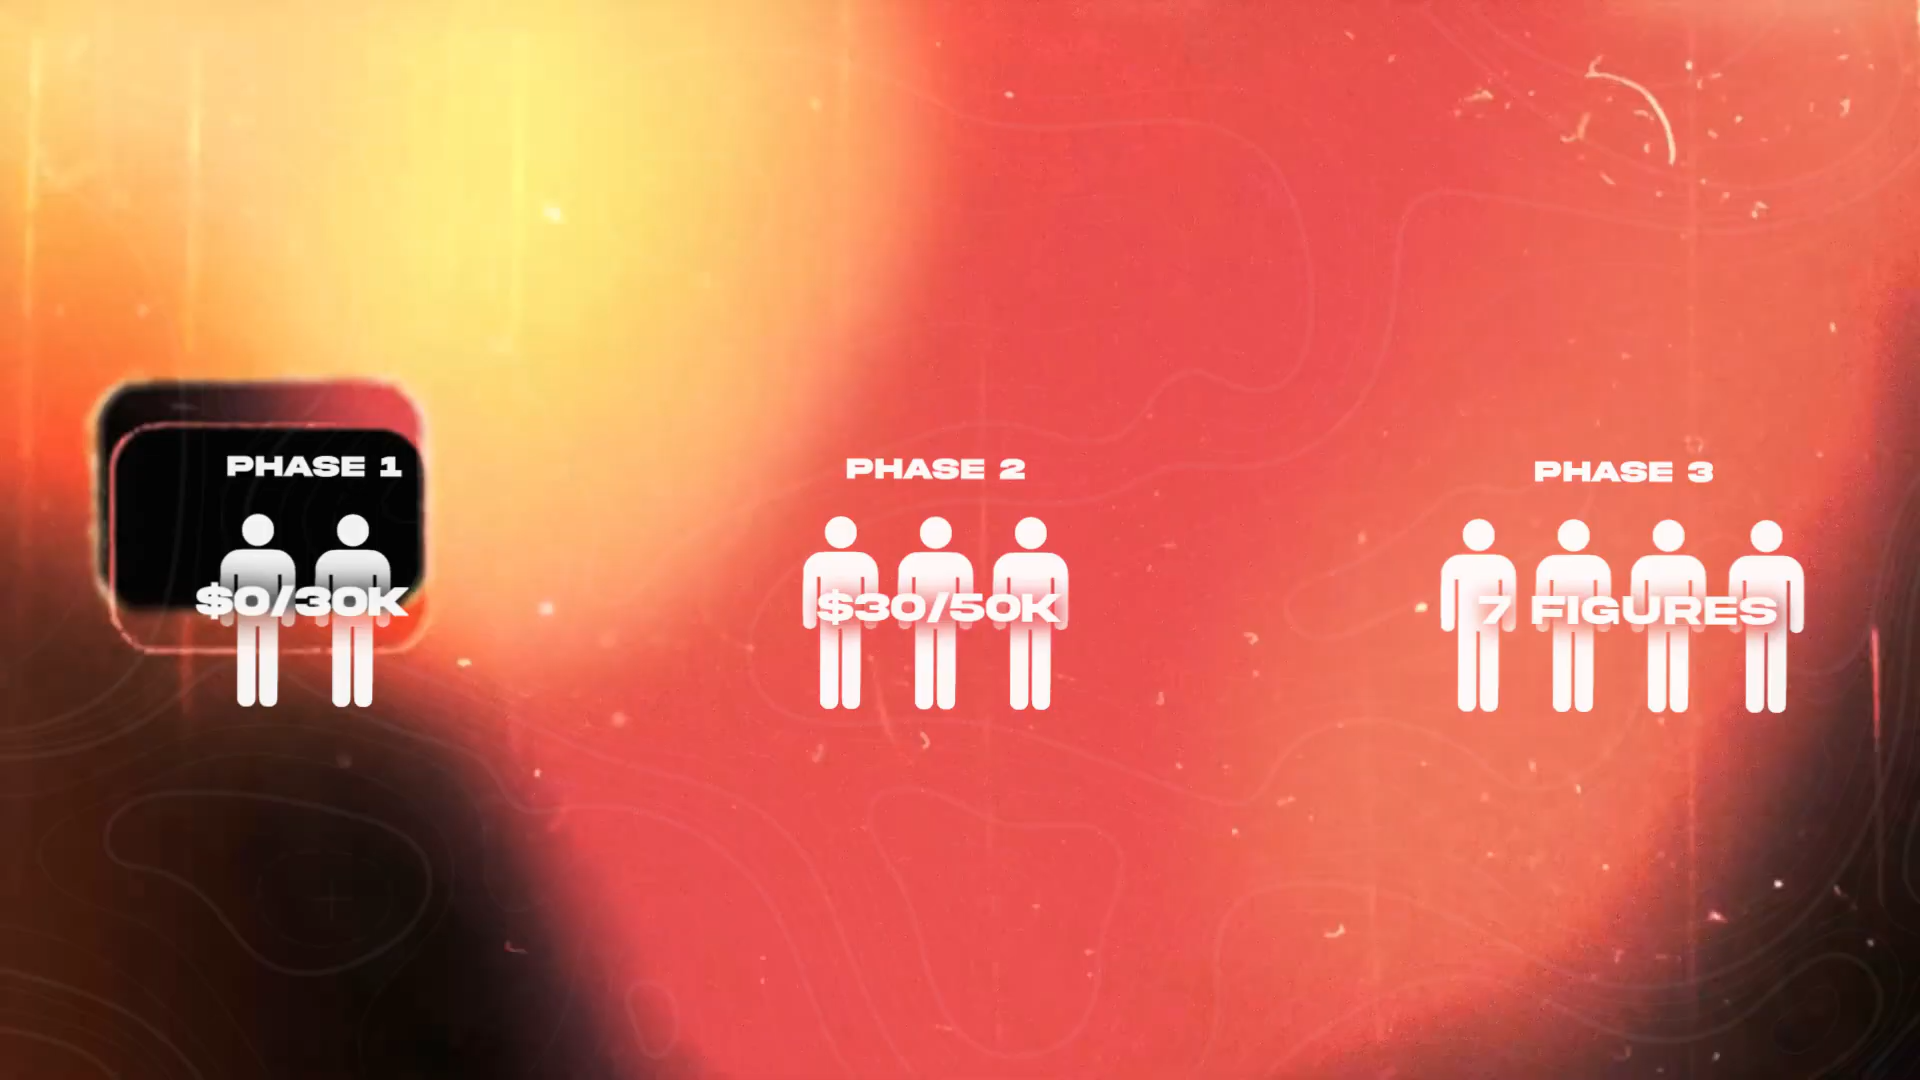 PHASE 1
$0/30K
PHASE 2
$30/50K
PHASE 3
7 FIGURES